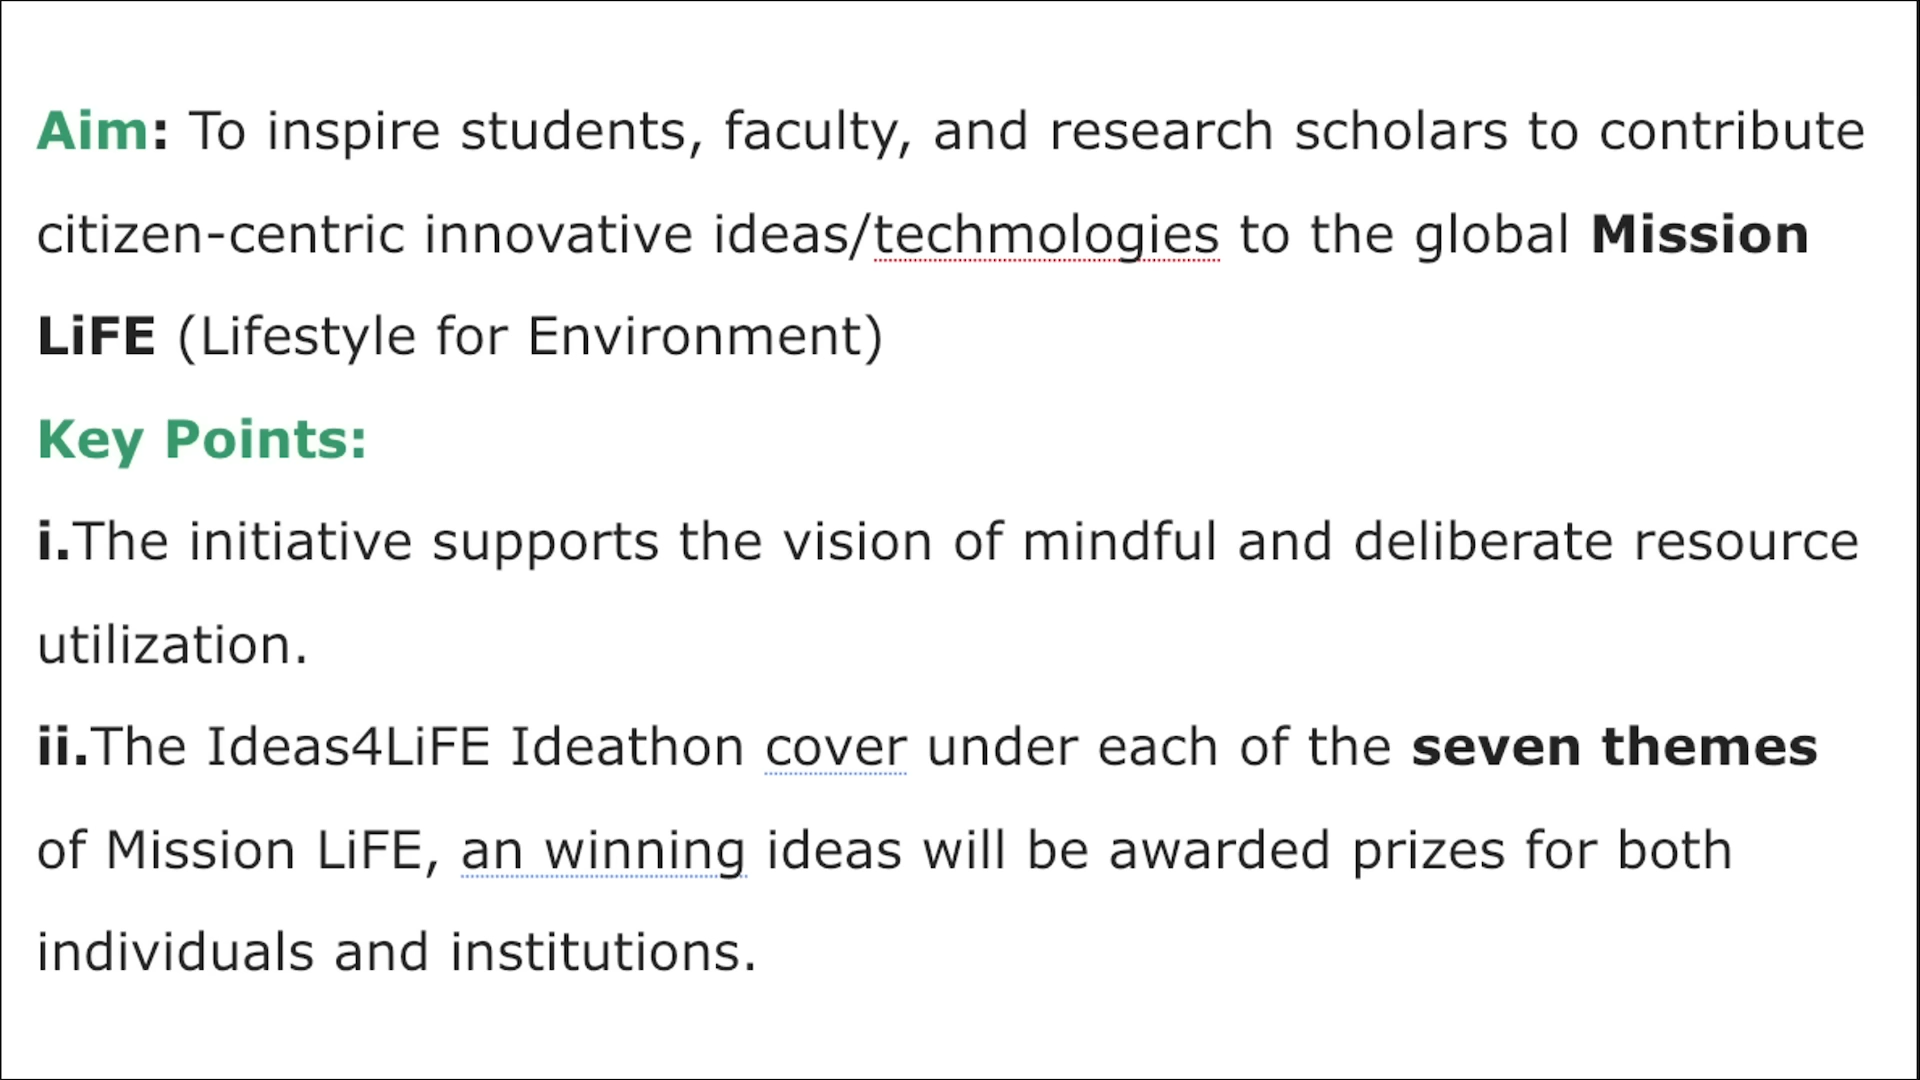 Aim: To inspire students, faculty, and research scholars to contribute
citizen-centric innovative ideas/techmologies to the global Mission
LiFE (Lifestyle for Environment)
Key Points:
i.The initiative supports the vision of mindful and deliberate resource
utilization.
ii.The Ideas4LiFE Ideathon cover under each of the seven themes
of Mission LiFE, an winning ideas will be awarded prizes for both
individuals and institutions.